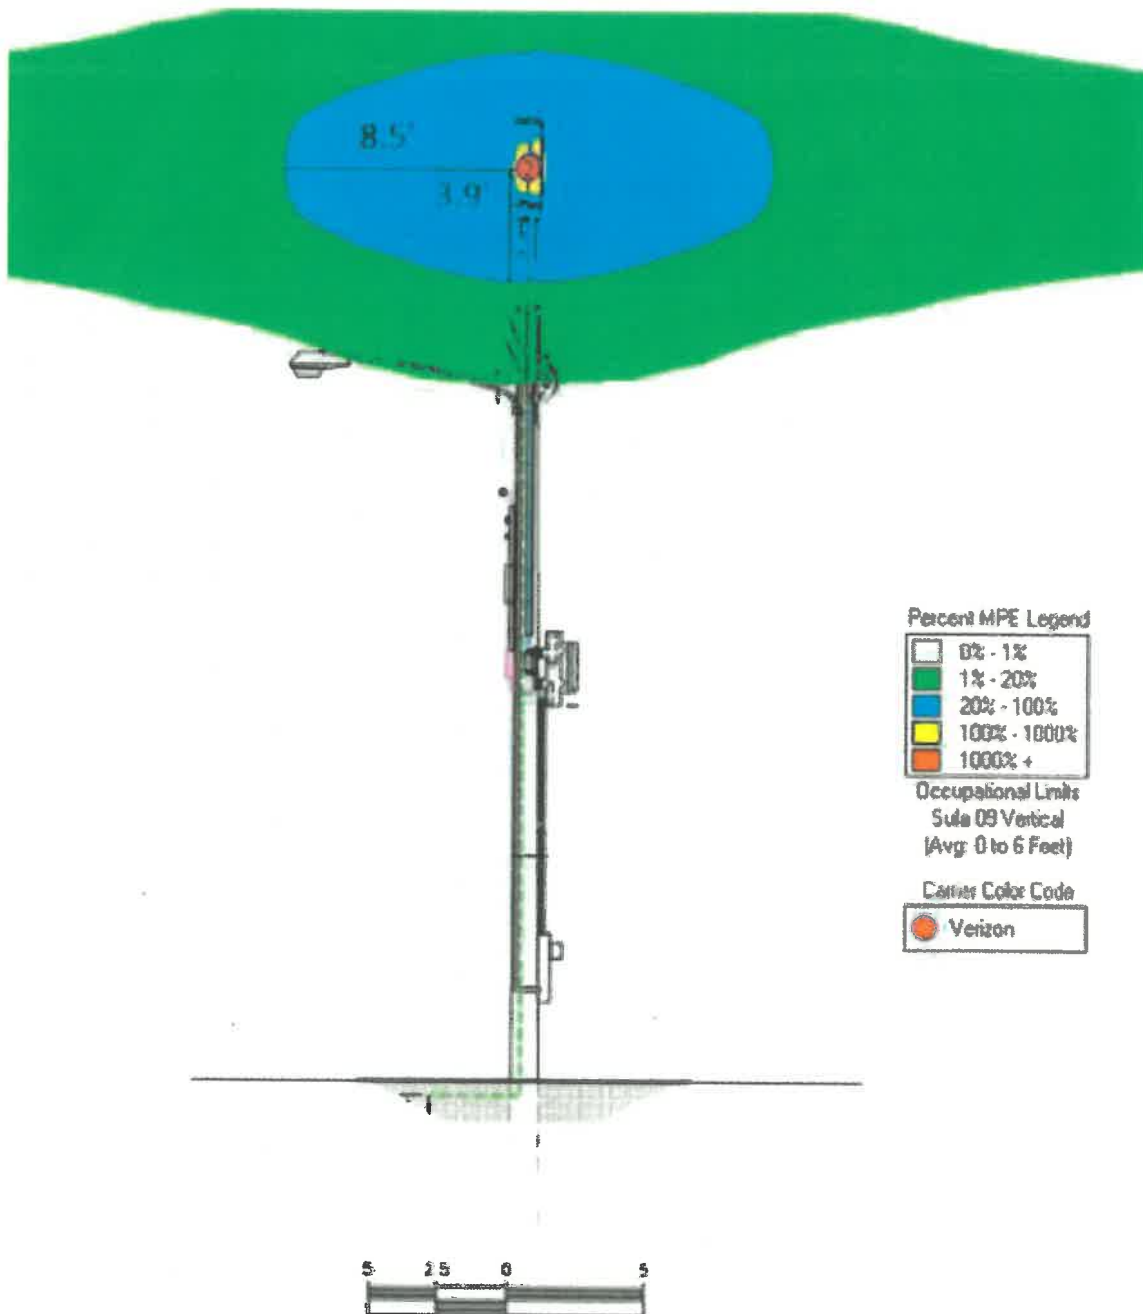 8.5'
3.9'
Percent MPE Legend
0% - 1%
1% - 20%
20% - 100%
100% - 1000%
1000% +
Occupational Limits
Sula 09 Vertical
(Avg: 0 to 6 Feet)
Carrier Color Code
Verizon
5 2.5 0 5